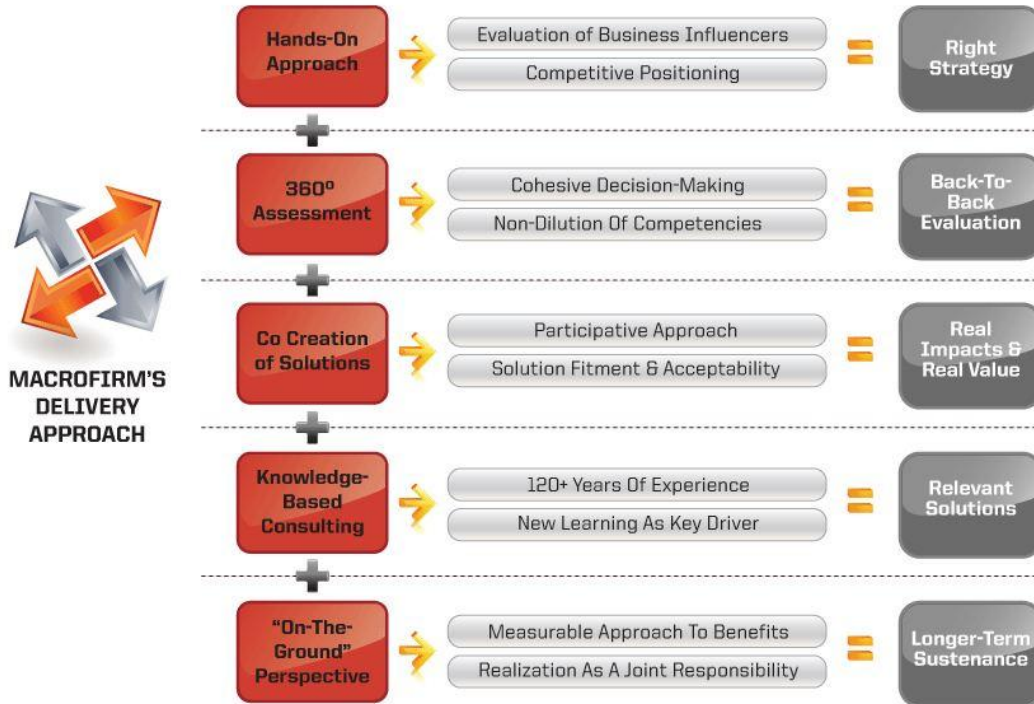 Hands-On
Approach
Evaluation of Business Influencers
Competitive Positioning
Right
Strategy
360º
Assessment
Cohesive Decision-Making
Non-Dilution Of Competencies
Back-To-
Back
Evaluation
MACROFIRM'S
DELIVERY
APPROACH
Co Creation
of Solutions
Participative Approach
Solution Fitment & Acceptability
Real
Impacts &
Real Value
Knowledge-
Based
Consulting
120+ Years Of Experience
New Learning As Key Driver
Relevant
Solutions
"On-The-
Ground"
Perspective
Measurable Approach To Benefits
Realization As A Joint Responsibility
Longer-Term
Sustenance